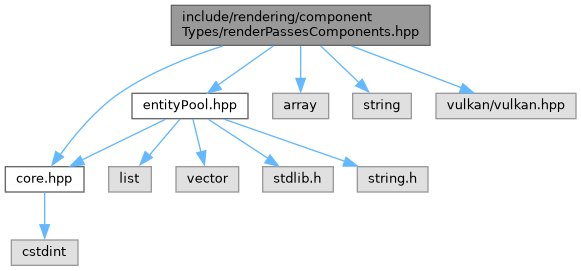 include/rendering/component
Types/renderPassesComponents.hpp
entityPool.hpp
array
string
vulkan/vulkan.hpp
core.hpp
list
vector
stdlib.h
string.h
cstdint